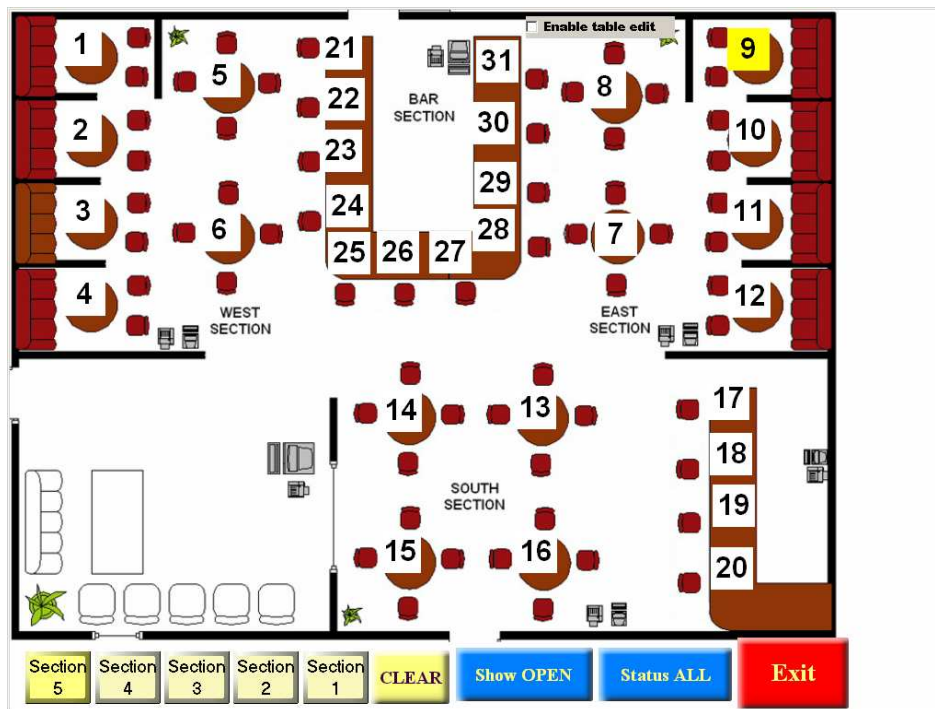 Enable table edit
1
5
21
31
8
9
22
BAR
SECTION
2
23
30
10
3
6
24
29
7
11
25
26
27
28
4
WEST
SECTION
EAST
SECTION
12
14
13
17
18
SOUTH
SECTION
19
15
16
20
Section
5
Section
4
Section
3
Section
2
Section
1
CLEAR
Show OPEN
Status ALL
Exit